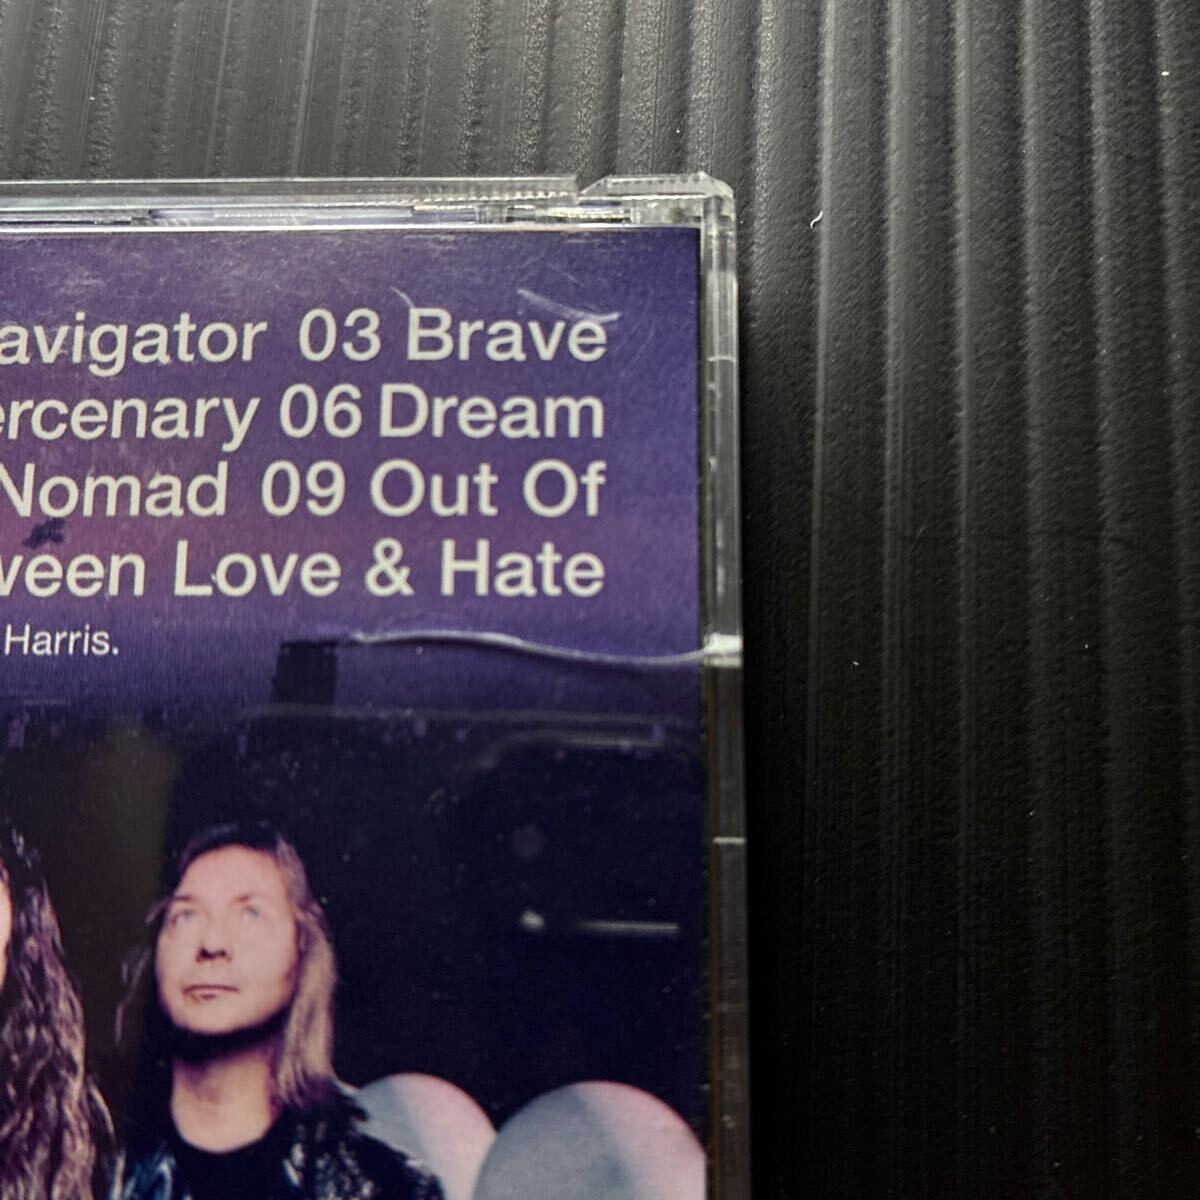 avigator 03 Brave
ercenary 06 Dream
Nomad 09 Out Of
ween Love & Hate
Harris.